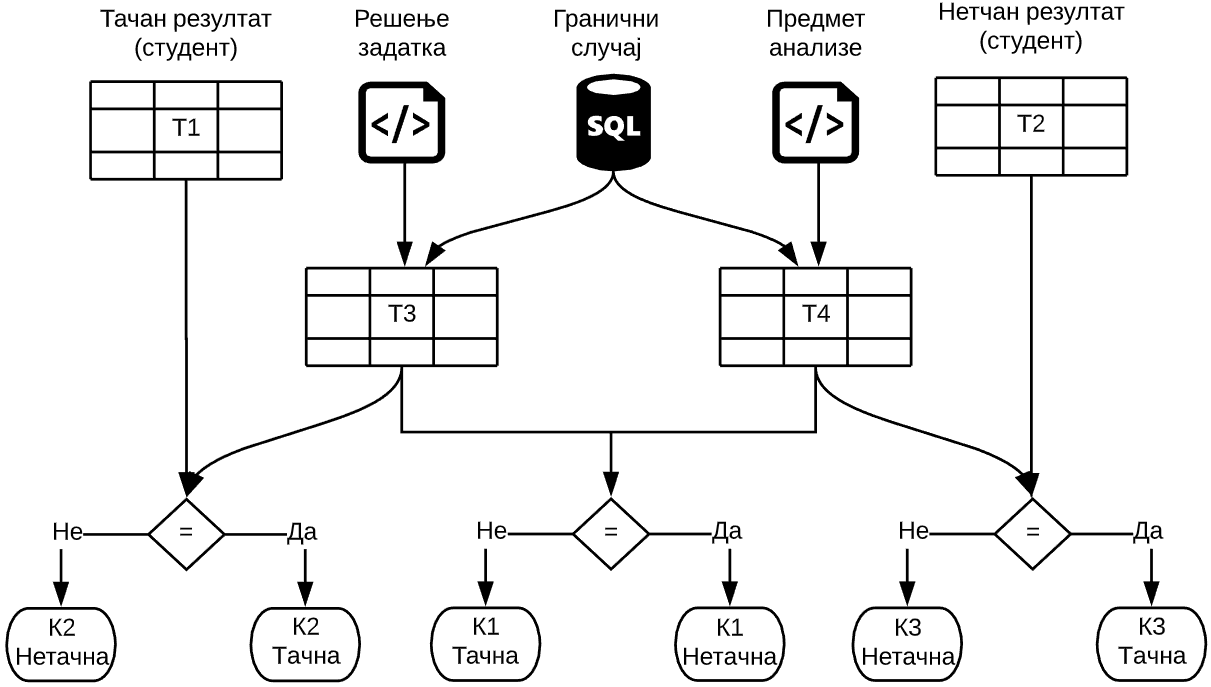 Тачан резултат
(студент)
Решење
задатка
Гранични
случај
Предмет
анализе
Нетчан резултат
(студент)
T1
</>
SQL
</>
T2
T3
T4
=
=
=
Не
Да
Не
Да
Не
Да
К2
Нетачна
К2
Тачна
К1
Тачна
К1
Нетачна
К3
Нетачна
К3
Тачна